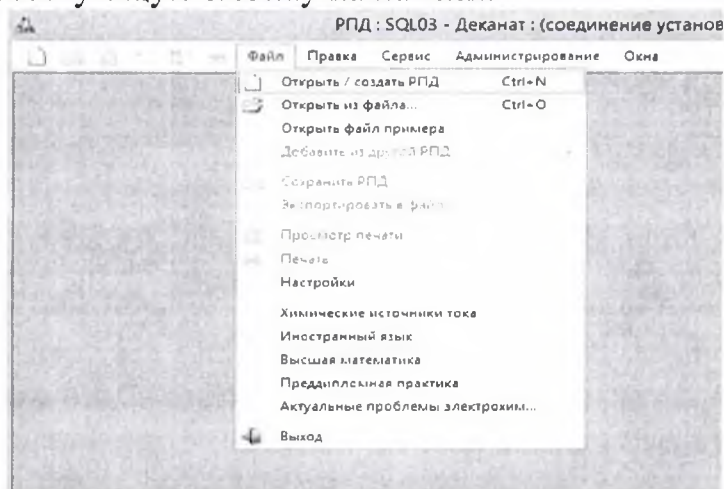 РПД : SQL03 - Деканат : (соединение установ
Файл Правка Сервис Администрирование Окна
Открыть / создать РПД Ctrl+N
Открыть из файла... Ctrl+O
Открыть файл примера
Добавить из другой РПД
Сохранить РПД
Экспортировать в файл
Просмотр печати
Печать
Настройки
Химические источники тока
Иностранный язык
Высшая математика
Преддипломная практика
Актуальные проблемы электрохим...
Выход